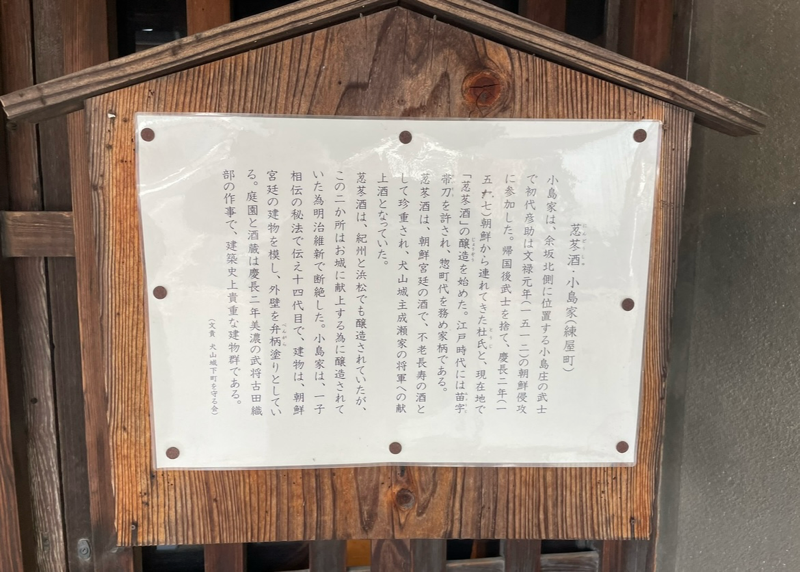 荵苳酒・小島家(練屋町)
小島家は、余坂北側に位置する小島庄の武士
で初代彦助は文禄元年(一五一二)の朝鮮侵攻
に参加した。帰国後武士を捨て、慶長二年(一
五九七)朝鮮から連れてきた杜氏と、現在地で
「荵苳酒」の醸造を始めた。江戸時代には苗字
帯刀を許され、惣町代を務め家柄である。
荵苳酒は、朝鮮宮廷の酒で、不老長寿の酒と
して珍重され、犬山城主成瀬家の将軍への献
上酒となっていた。
荵苳酒は、紀州と浜松でも醸造されていたが、
この二か所はお城に献上する為に醸造されて
いた為明治維新で断絶した。小島家は、一子
相伝の秘法で伝え十四代目で、建物は、朝鮮
宮廷の建物を模し、外壁を弁柄塗りとしてい
る。庭園と酒蔵は慶長二年美濃の武将古田織
部の作事で、建築史上貴重な建物群である。
(文責 犬山城下町を守る会)